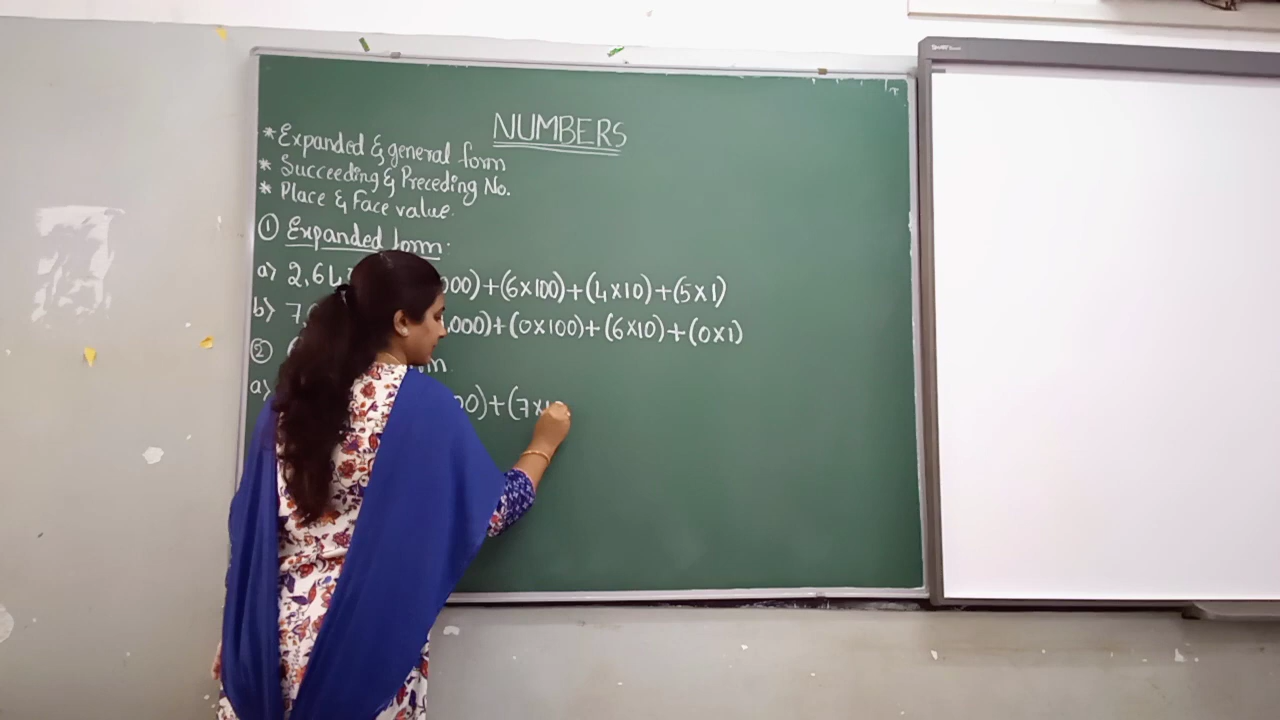 NUMBERS
* Expanded & general form
* Succeeding & Preceding No.
* Place & Face value.
① Expanded form.
a) 2,64 000)+(6×100)+(4×10)+(5×1)
b) 7, ,000)+(0×100)+(6×10)+(0×1)
②
a) 00)+(7×1